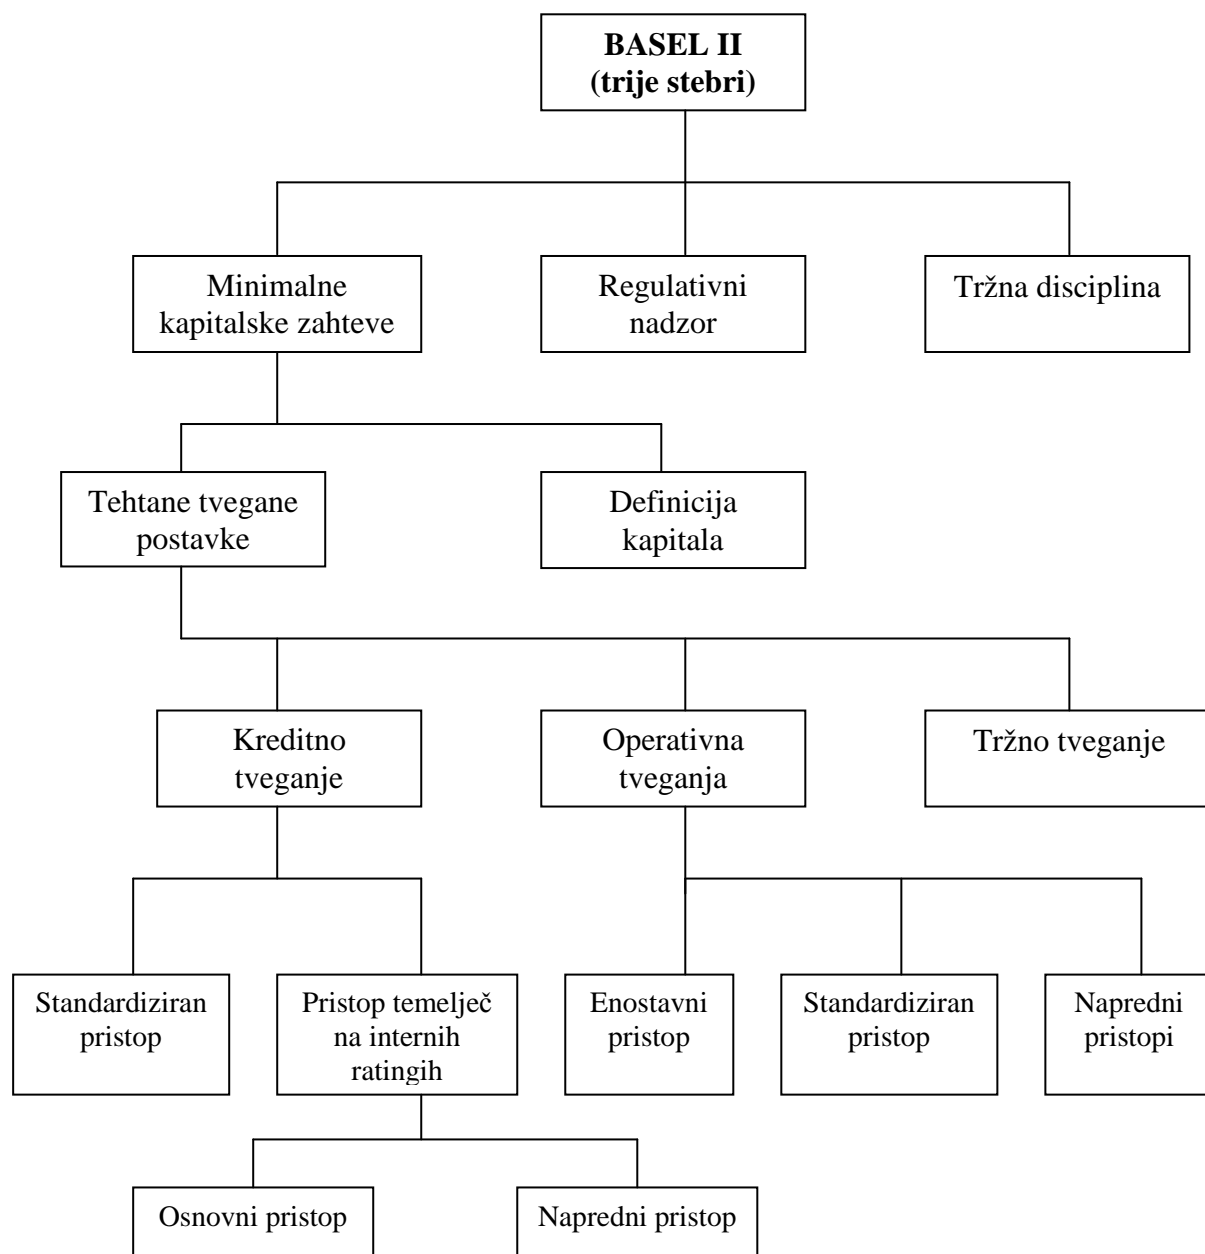 BASEL II
(trije stebri)
Minimalne
kapitalske zahteve
Regulativni
nadzor
Tržna disciplina
Tehtane tvegane
postavke
Definicija
kapitala
Kreditno
tveganje
Operativna
tveganja
Tržno tveganje
Standardiziran
pristop
Pristop temelječ
na internih
ratingih
Enostavni
pristop
Standardiziran
pristop
Napredni
pristopi
Osnovni pristop
Napredni pristop